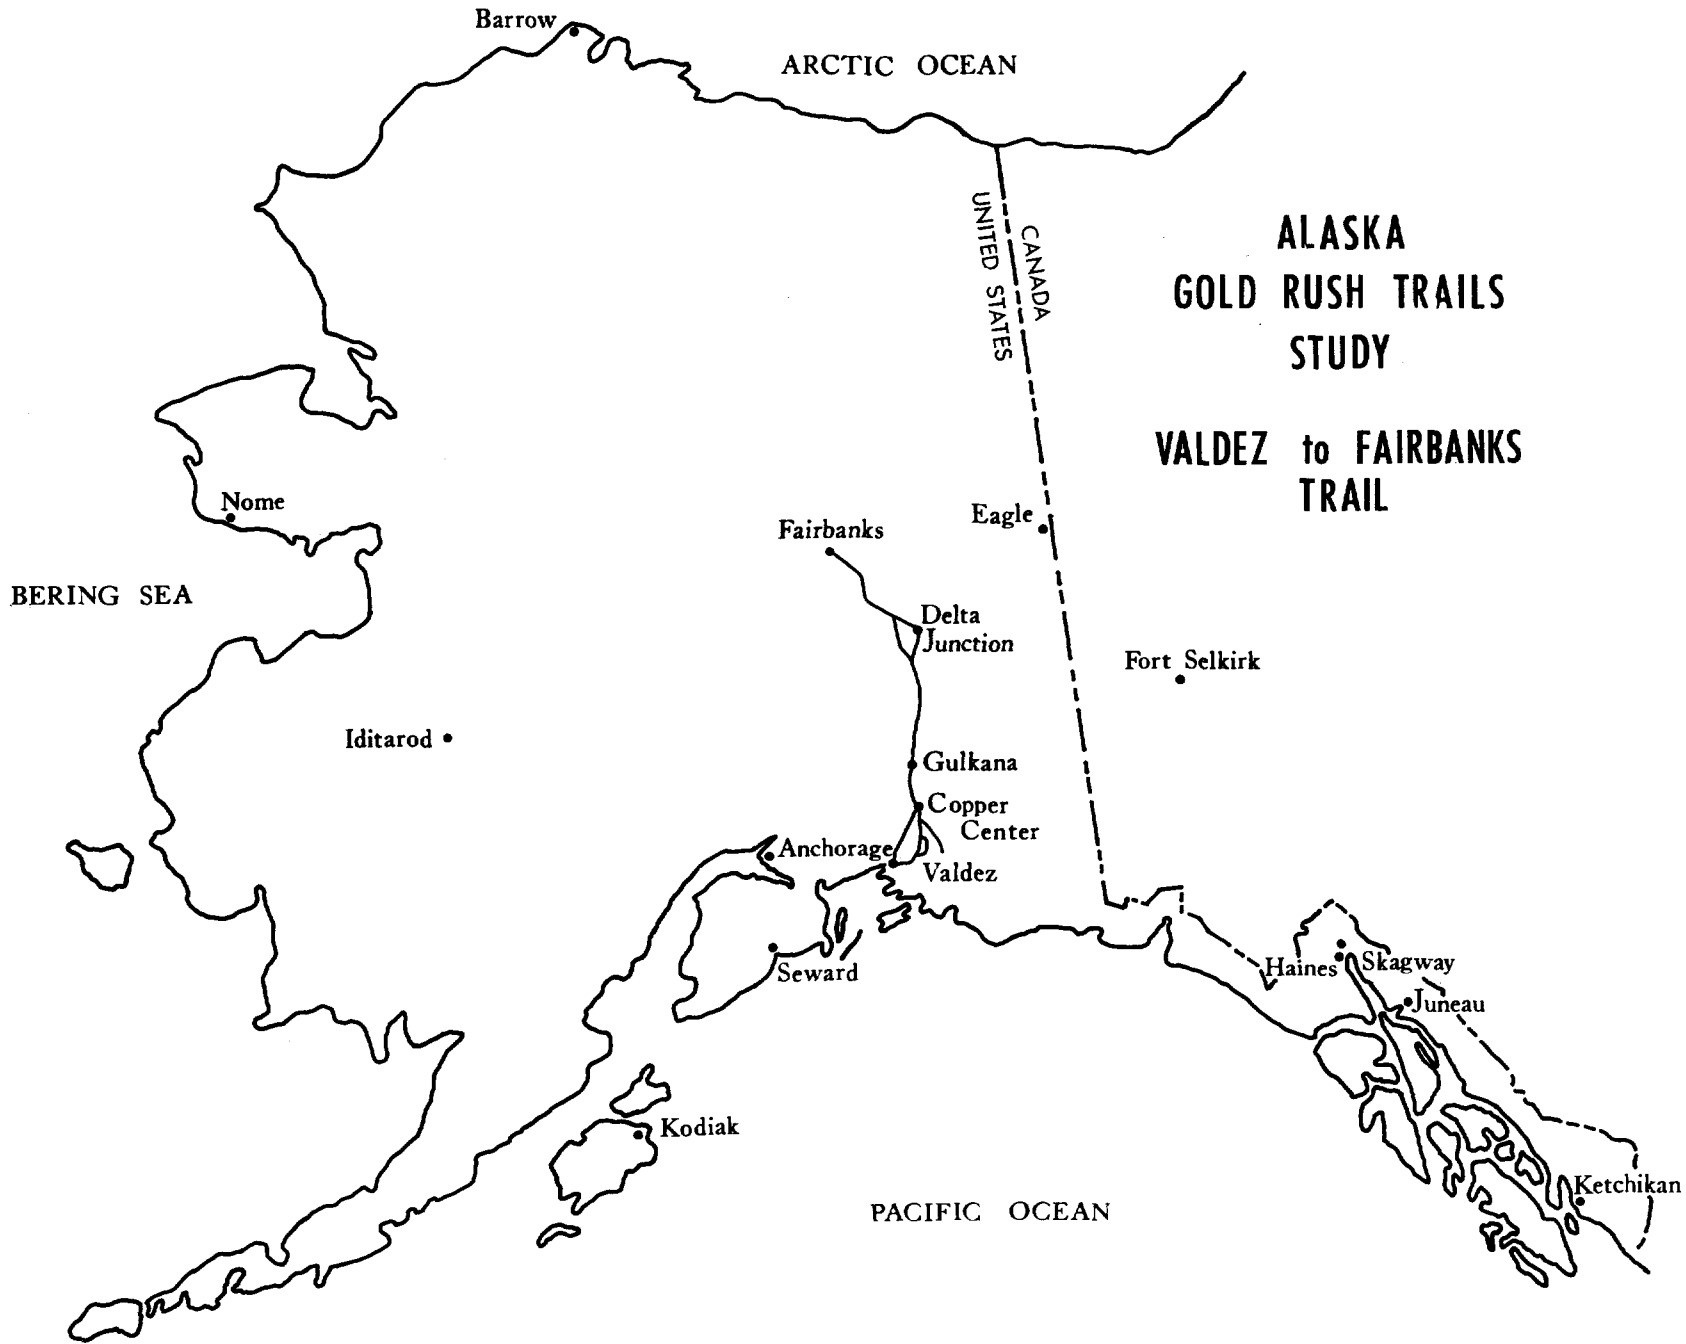 Barrow
ARCTIC OCEAN
UNITED STATES
CANADA
ALASKA
GOLD RUSH TRAILS
STUDY
VALDEZ to FAIRBANKS
TRAIL
Nome
Fairbanks
Eagle
BERING SEA
Delta
Junction
Fort Selkirk
Iditarod
Gulkana
Copper
Center
Anchorage
Valdez
Seward
Haines
Skagway
Juneau
Kodiak
Ketchikan
PACIFIC OCEAN